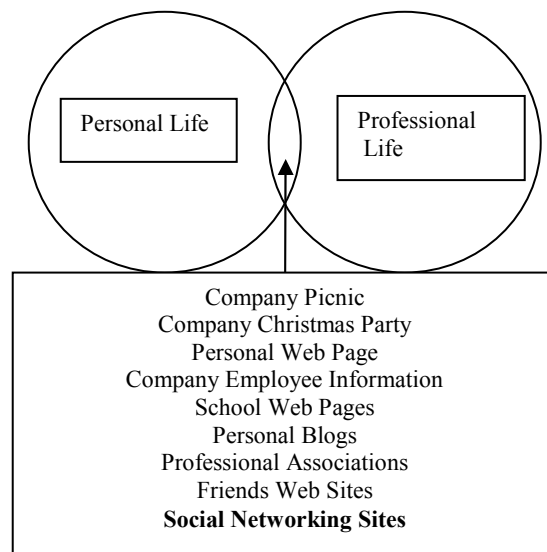 Personal Life
Professional
Life
Company Picnic
Company Christmas Party
Personal Web Page
Company Employee Information
School Web Pages
Personal Blogs
Professional Associations
Friends Web Sites
Social Networking Sites